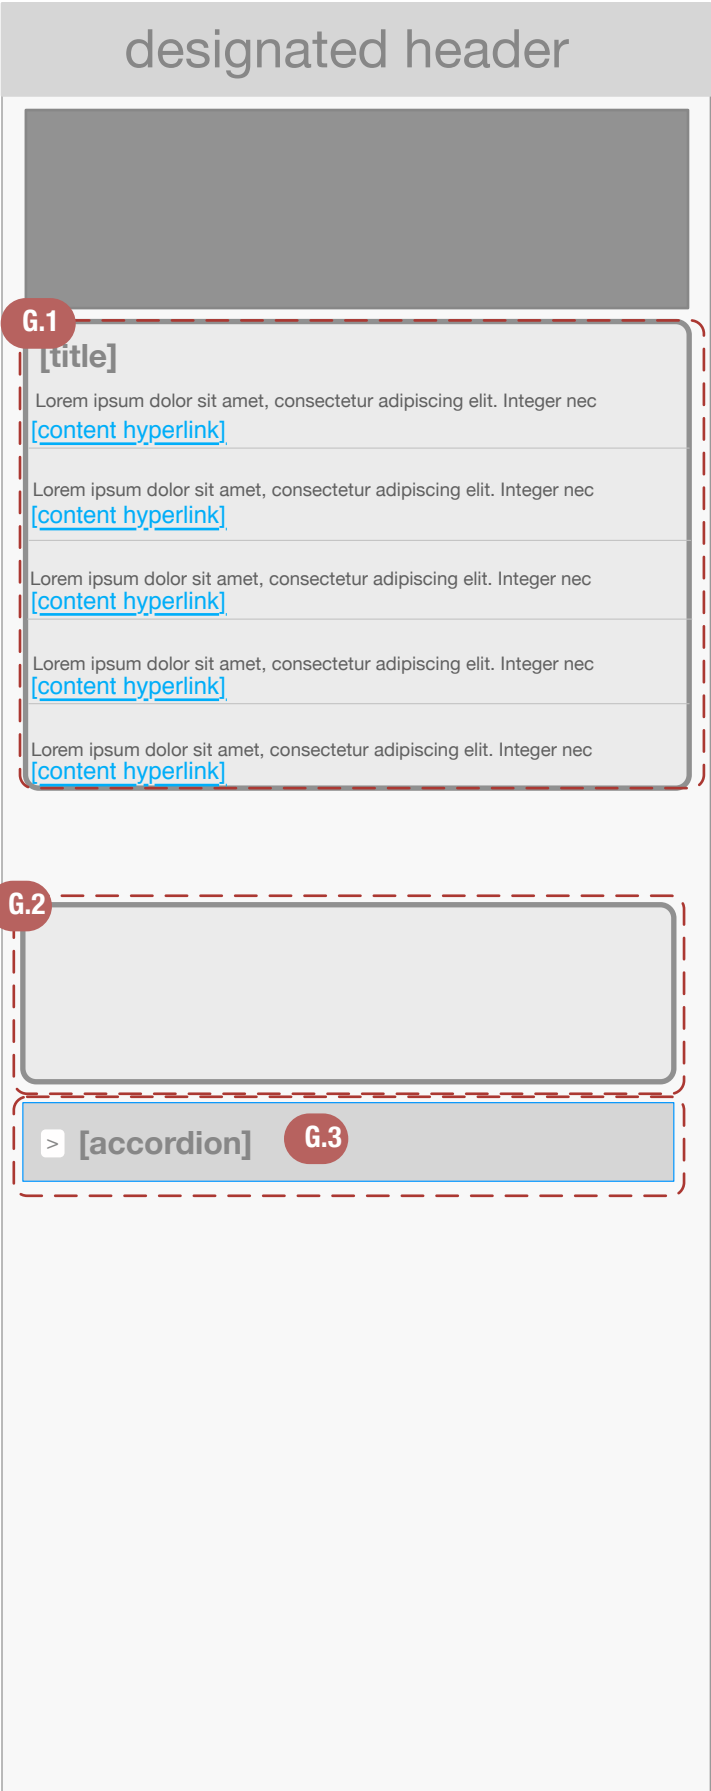 designated header
G.1
[title]
Lorem ipsum dolor sit amet, consectetur adipiscing elit. Integer nec
[content hyperlink]
Lorem ipsum dolor sit amet, consectetur adipiscing elit. Integer nec
[content hyperlink]
Lorem ipsum dolor sit amet, consectetur adipiscing elit. Integer nec
[content hyperlink]
Lorem ipsum dolor sit amet, consectetur adipiscing elit. Integer nec
[content hyperlink]
Lorem ipsum dolor sit amet, consectetur adipiscing elit. Integer nec
[content hyperlink]
G.2
> [accordion] G.3